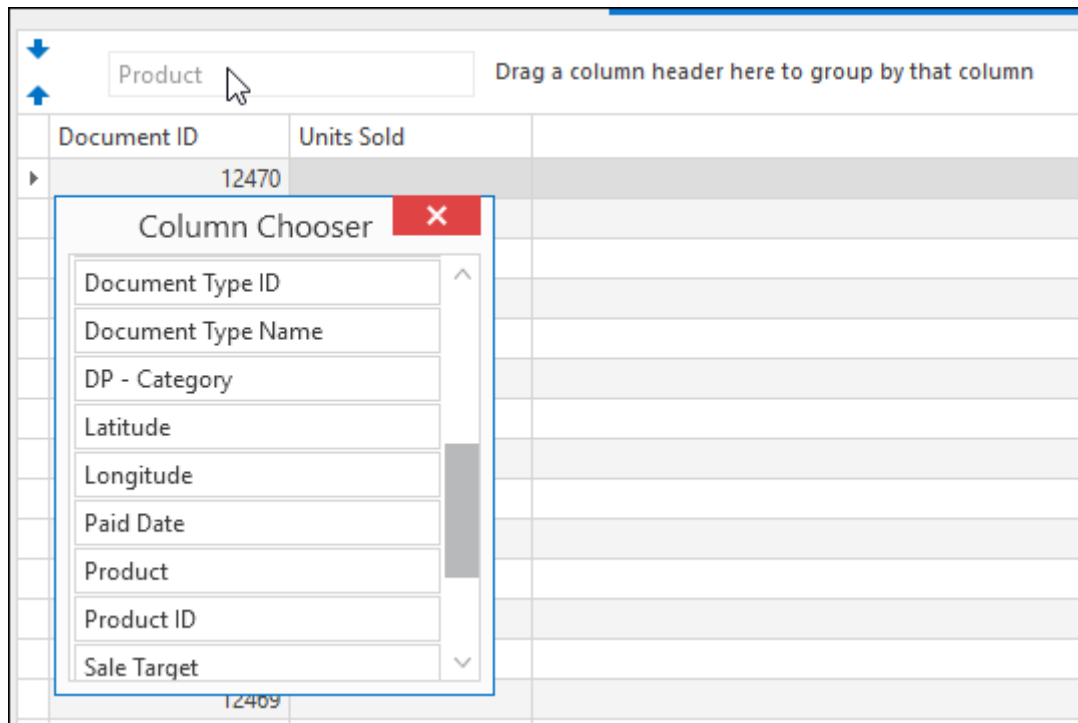 Product
Drag a column header here to group by that column
Document ID Units Sold
12470
Column Chooser
Document Type ID
Document Type Name
DP - Category
Latitude
Longitude
Paid Date
Product
Product ID
Sale Target
12469